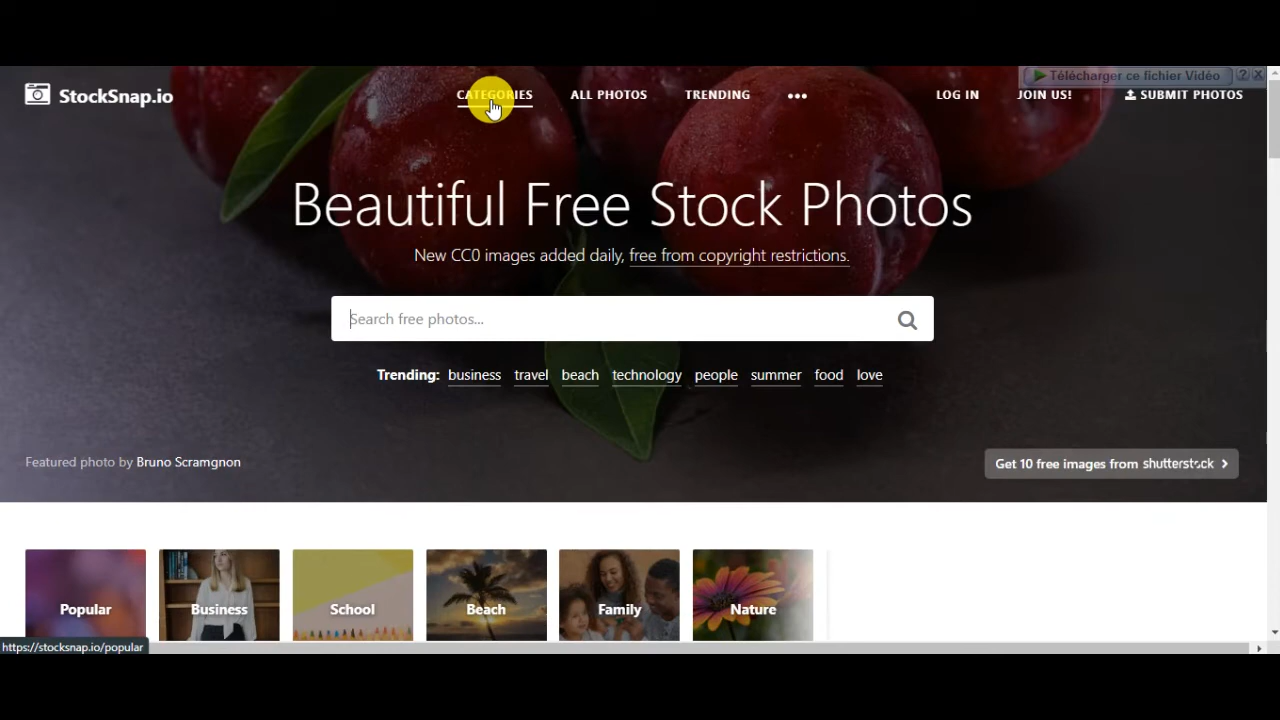 Télécharger ce fichier Vidéo ? X
StockSnap.io CATEGORIES ALL PHOTOS TRENDING ••• LOG IN JOIN US! SUBMIT PHOTOS
Beautiful Free Stock Photos
New CC0 images added daily, free from copyright restrictions.
Search free photos...
Trending: business travel beach technology people summer food love
Featured photo by Bruno Scramgnon
Get 10 free images from shutterstock
Popular Business School Beach Family Nature
https://stocksnap.io/popular